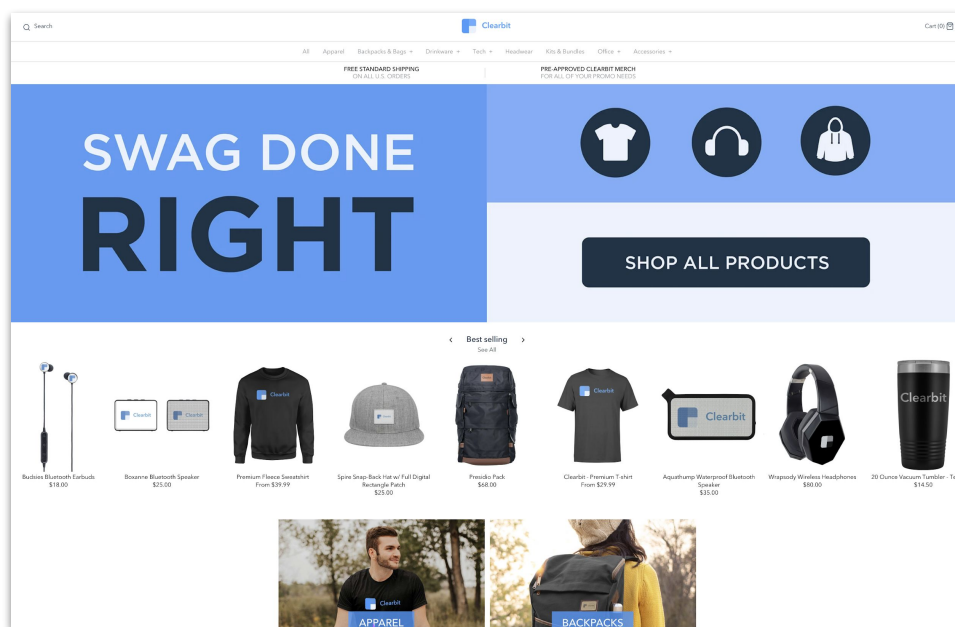 Search
Clearbit
Cart (0)
All Apparel Backpacks & Bags Drinkware Tech Headwear Kits & Bundles Office Accessories
FREE STANDARD SHIPPING
ON ALL U.S. ORDERS
PRE-APPROVED CLEARBIT MERCH
FOR ALL OF YOUR PROMO NEEDS
SWAG DONE
RIGHT
SHOP ALL PRODUCTS
Best selling
See All
Clearbit
Clearbit
Clearbit
Clearbit
Clearbit
Clearbit
Budsies Bluetooth Earbuds
$18.00
Boxanne Bluetooth Speaker
$25.00
Premium Fleece Sweatshirt
From $39.99
Spire Snap-Back Hat w/ Full Digital
Rectangle Patch
$25.00
Presidio Pack
$68.00
Clearbit - Premium T-shirt
From $29.99
Aquathump Waterproof Bluetooth
Speaker
$35.00
Wrapsody Wireless Headphones
$80.00
20 Ounce Vacuum Tumbler - Te
$14.50
Clearbit
APPAREL
BACKPACKS